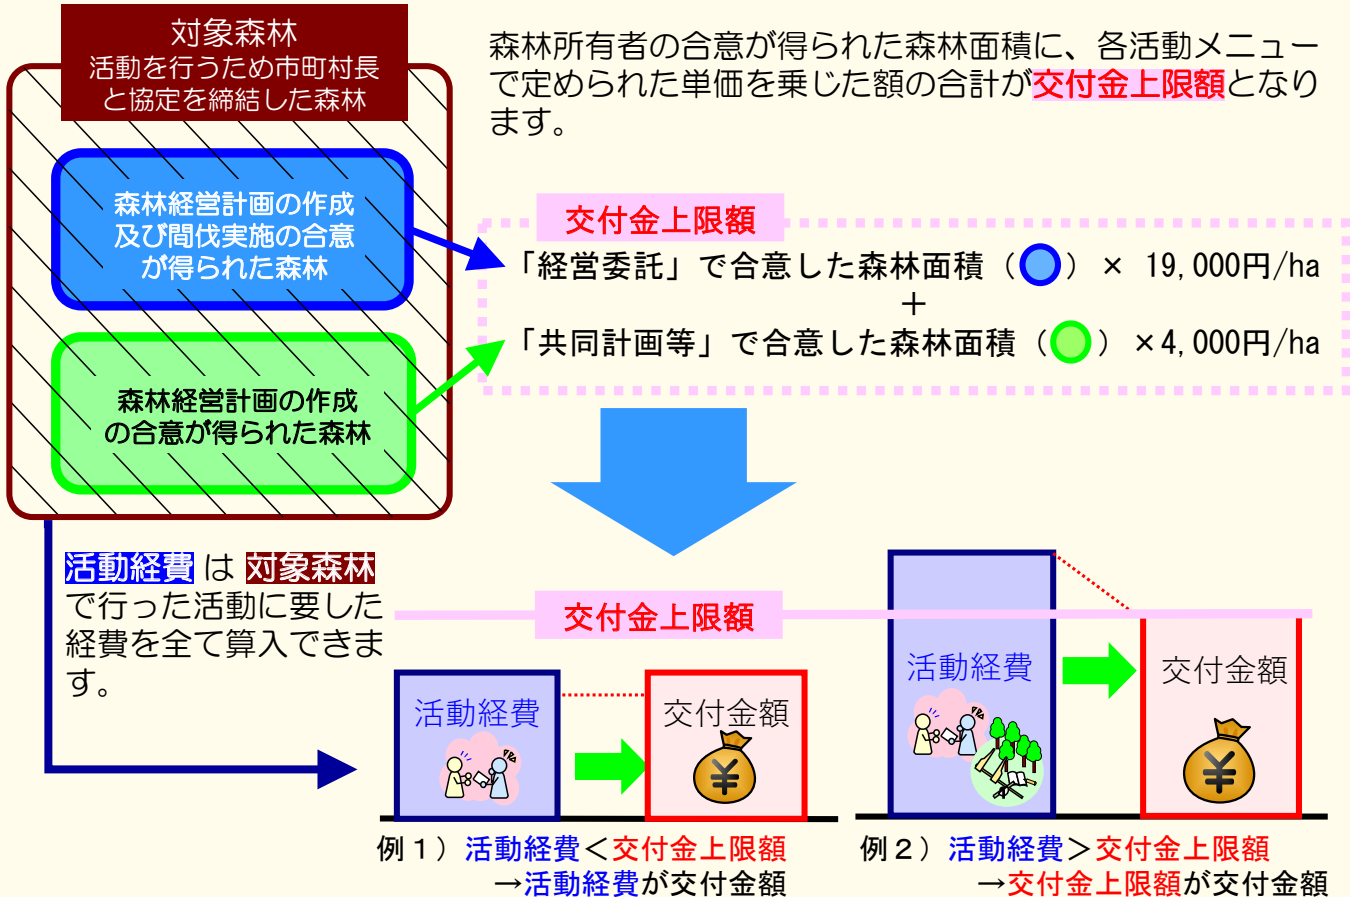 対象森林
活動を行うため市町村長
と協定を締結した森林
森林所有者の合意が得られた森林面積に、各活動メニュー
で定められた単価を乗じた額の合計が交付金上限額となり
ます。
森林経営計画の作成
及び間伐実施の合意
が得られた森林
森林経営計画の作成
の合意が得られた森林
交付金上限額
「経営委託」で合意した森林面積（　）× 19,000円/ha
＋
「共同計画等」で合意した森林面積（　）×4,000円/ha
活動経費 は 対象森林
で行った活動に要した
経費を全て算入できま
す。
交付金上限額
活動経費
交付金額
¥
例１）活動経費＜交付金上限額
→活動経費が交付金額
活動経費
交付金額
¥
例２）活動経費＞交付金上限額
→交付金上限額が交付金額